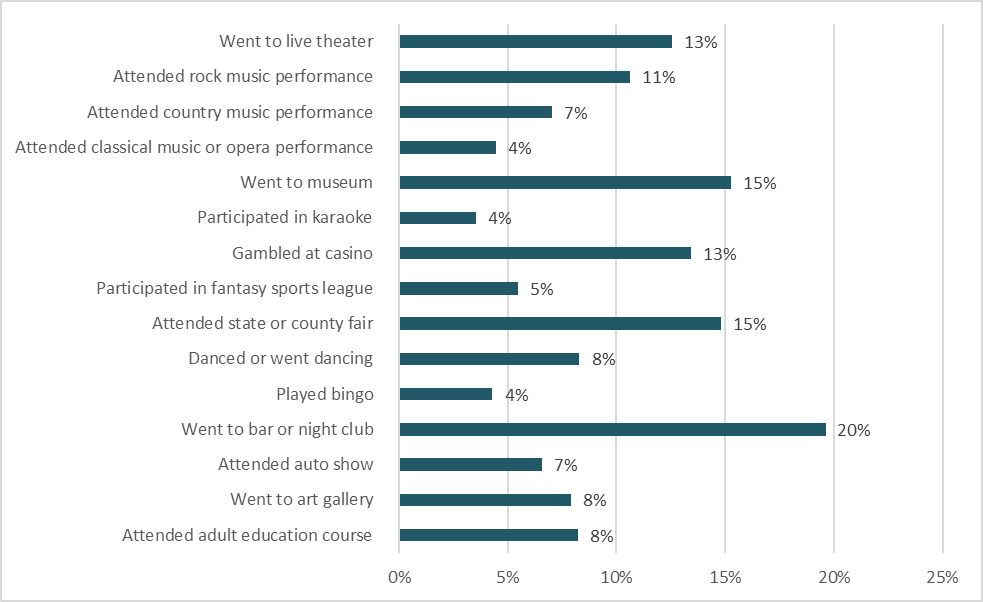 Went to live theater 13%
Attended rock music performance 11%
Attended country music performance 7%
Attended classical music or opera performance 4%
Went to museum 15%
Participated in karaoke 4%
Gambled at casino 13%
Participated in fantasy sports league 5%
Attended state or county fair 15%
Danced or went dancing 8%
Played bingo 4%
Went to bar or night club 20%
Attended auto show 7%
Went to art gallery 8%
Attended adult education course 8%
0% 5% 10% 15% 20% 25%